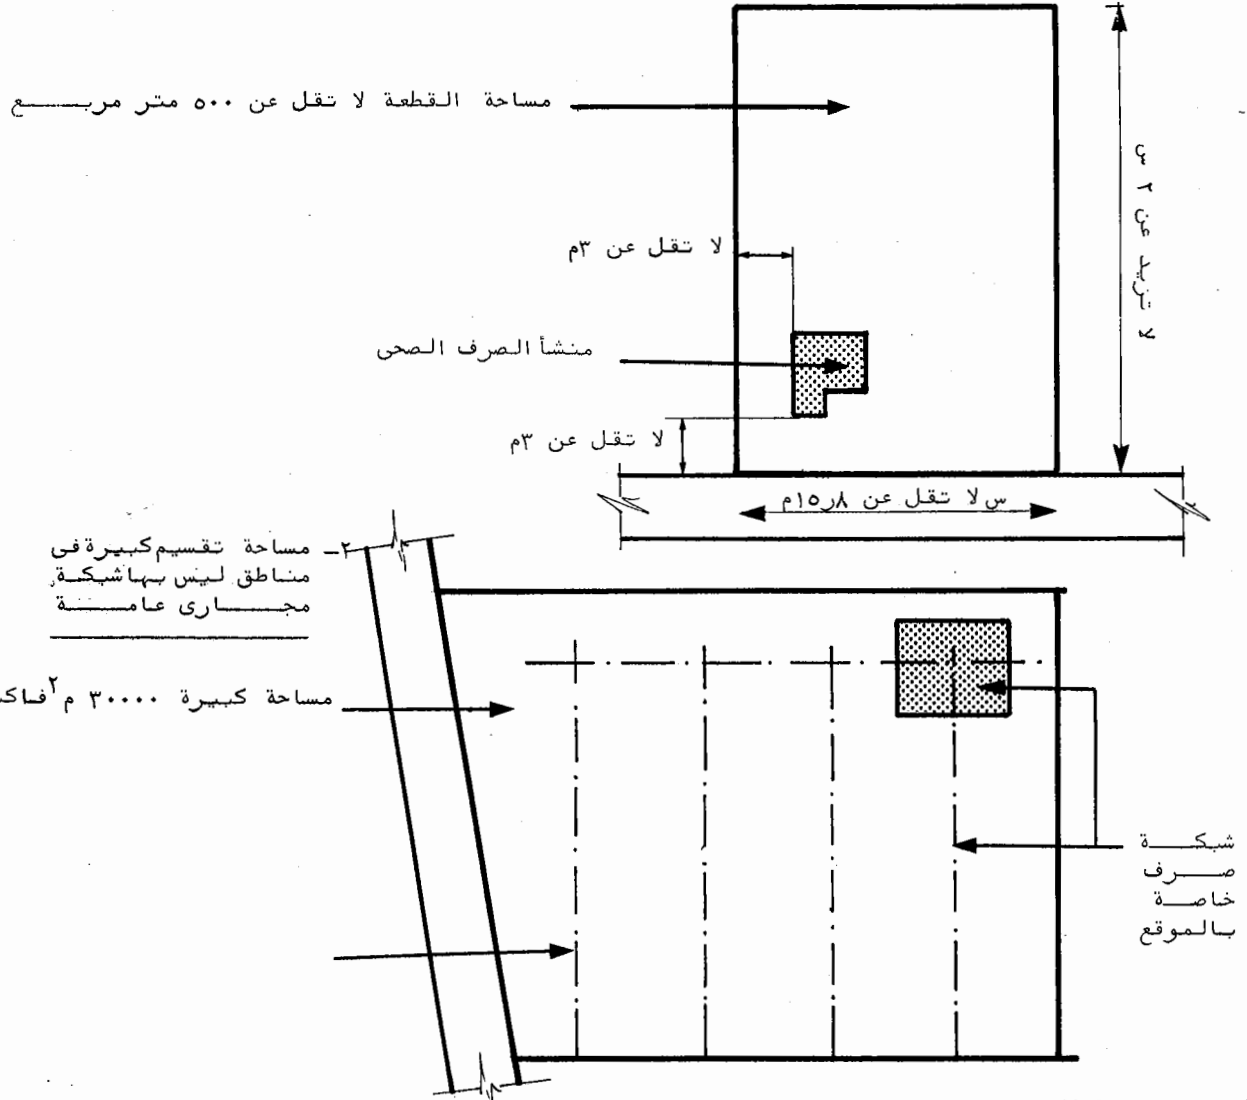 مساحة القطعة لا تقل عن ٥٠٠ متر مربع
لا تزيد عن ٢ س
لا تقل عن ٣م
منشأ الصرف الصحى
لا تقل عن ٣م
س لا تقل عن ١٥٫٨م
٢ـ مساحة تقسيم كبيرة فى
مناطق ليس بها شبكة
مجارى عامة
مساحة كبيرة ٣٠٠٠٠ م٢ فاك
شبكة
صرف
خاصة
بالموقع